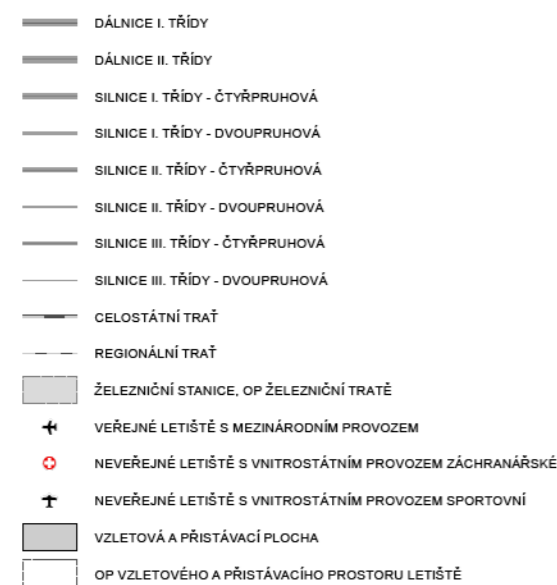 DÁLNICE I. TŘÍDY
DÁLNICE II. TŘÍDY
SILNICE I. TŘÍDY - ČTYŘPRUHOVÁ
SILNICE I. TŘÍDY - DVOUPRUHOVÁ
SILNICE II. TŘÍDY - ČTYŘPRUHOVÁ
SILNICE II. TŘÍDY - DVOUPRUHOVÁ
SILNICE III. TŘÍDY - ČTYŘPRUHOVÁ
SILNICE III. TŘÍDY - DVOUPRUHOVÁ
CELOSTÁTNÍ TRAŤ
REGIONÁLNÍ TRAŤ
ŽELEZNIČNÍ STANICE, OP ŽELEZNIČNÍ TRATĚ
VEŘEJNÉ LETIŠTĚ S MEZINÁRODNÍM PROVOZEM
NEVEŘEJNÉ LETIŠTĚ S VNITROSTÁTNÍM PROVOZEM ZÁCHRANÁŘSKÉ
NEVEŘEJNÉ LETIŠTĚ S VNITROSTÁTNÍM PROVOZEM SPORTOVNÍ
VZLETOVÁ A PŘISTÁVACÍ PLOCHA
OP VZLETOVÉHO A PŘISTÁVACÍHO PROSTORU LETIŠTĚ